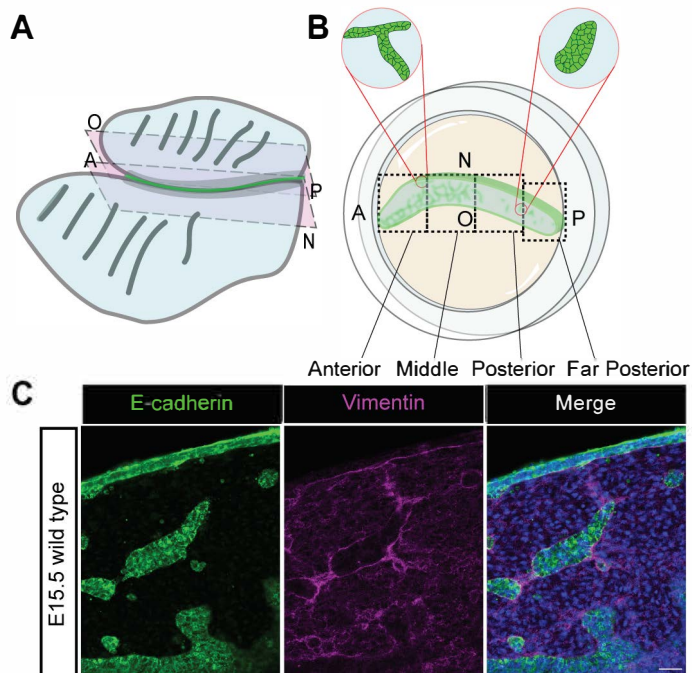 A
O
A
P
N
B
N
A
O
P
Anterior Middle Posterior Far Posterior
C
E-cadherin Vimentin Merge
E15.5 wild type